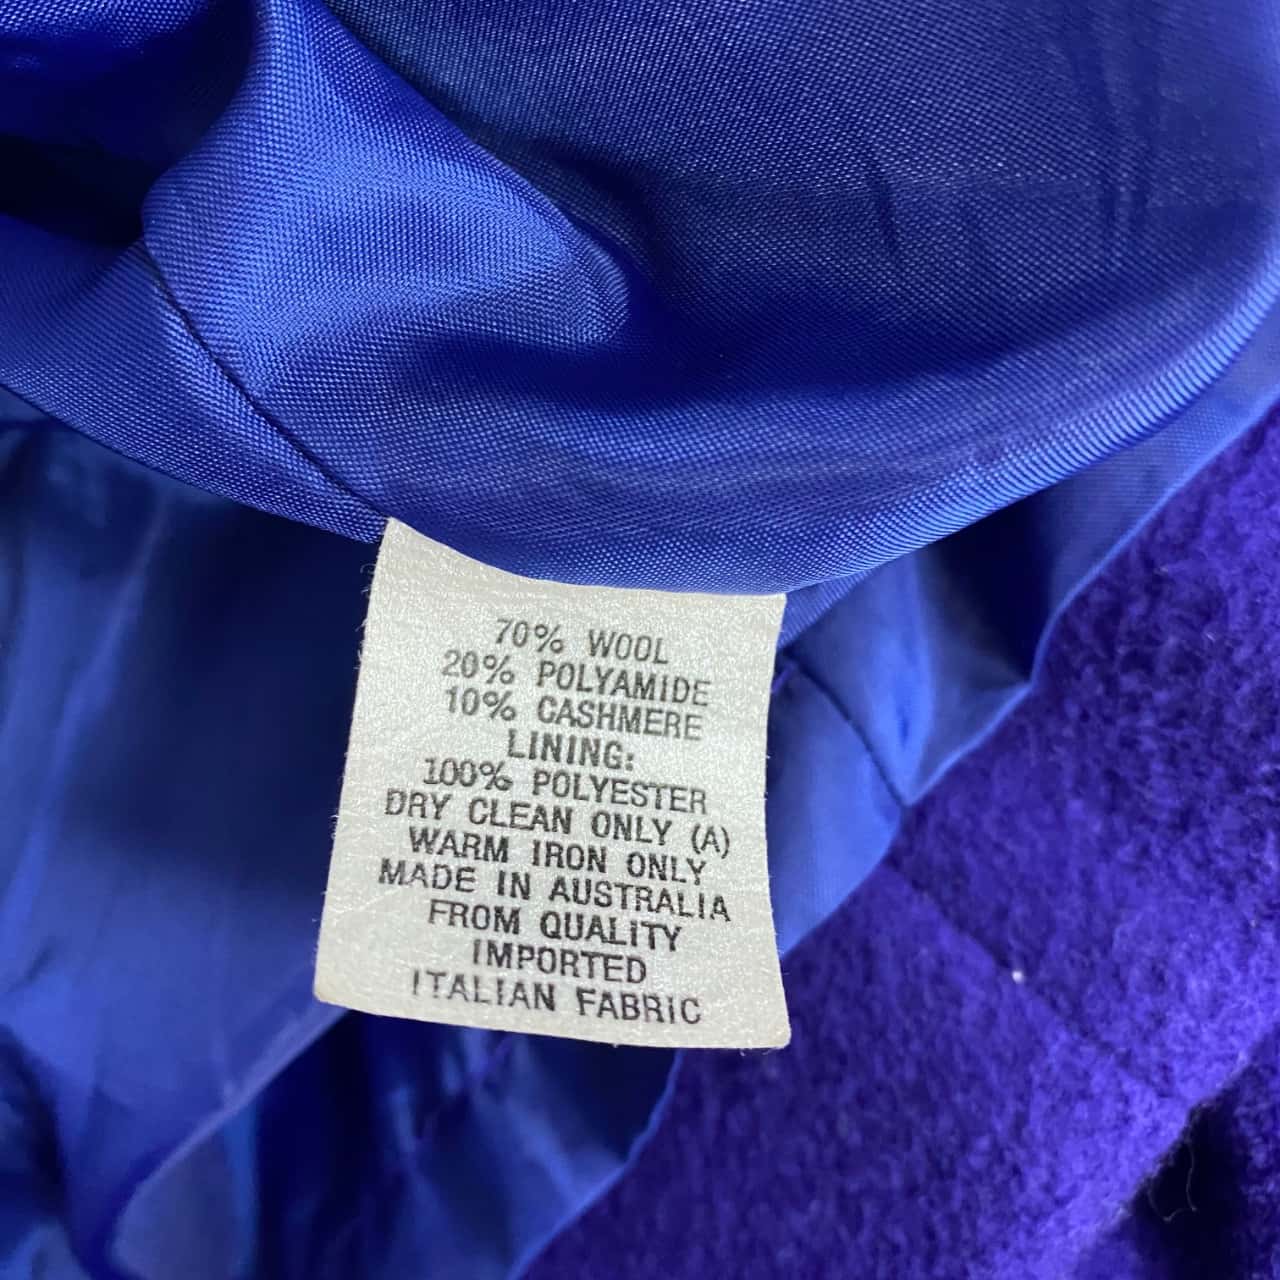 70% WOOL
20% POLYAMIDE
10% CASHMERE
LINING:
100% POLYESTER
DRY CLEAN ONLY (A)
WARM IRON ONLY
MADE IN AUSTRALIA
FROM QUALITY
IMPORTED
ITALIAN FABRIC